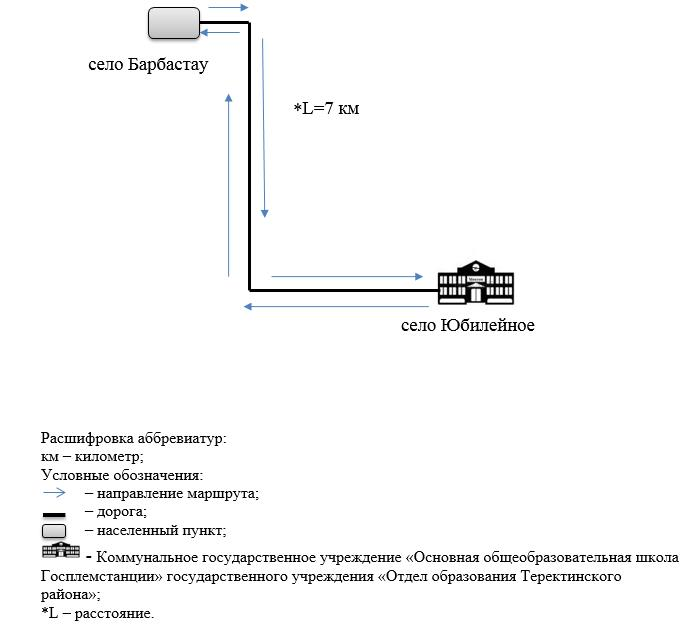 село Барбастау
*L=7 км
село Юбилейное
Расшифровка аббревиатур:
км – километр;
Условные обозначения:
– направление маршрута;
– дорога;
– населенный пункт;
- Коммунальное государственное учреждение «Основная общеобразовательная школа
Госплемстанции» государственного учреждения «Отдел образования Теректинского
района»;
*L – расстояние.